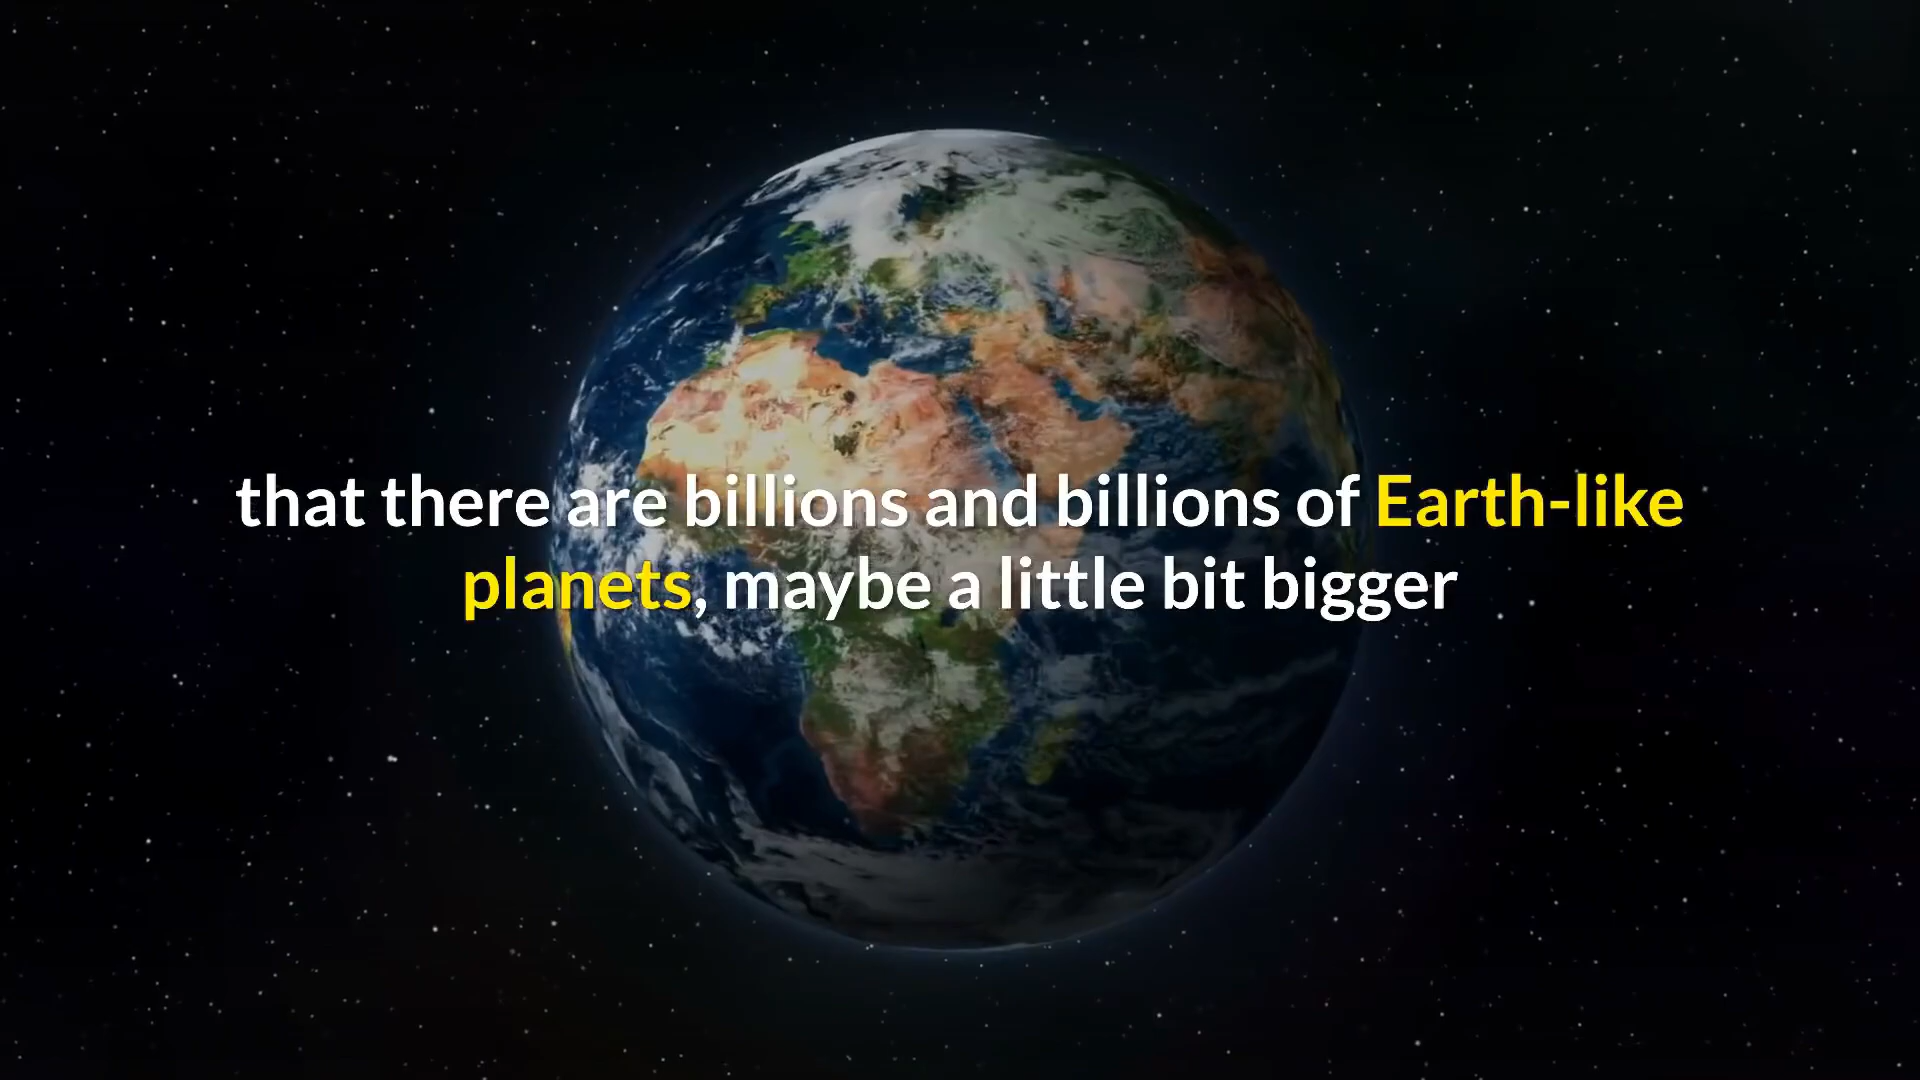 that there are billions and billions of Earth-like
planets, maybe a little bit bigger